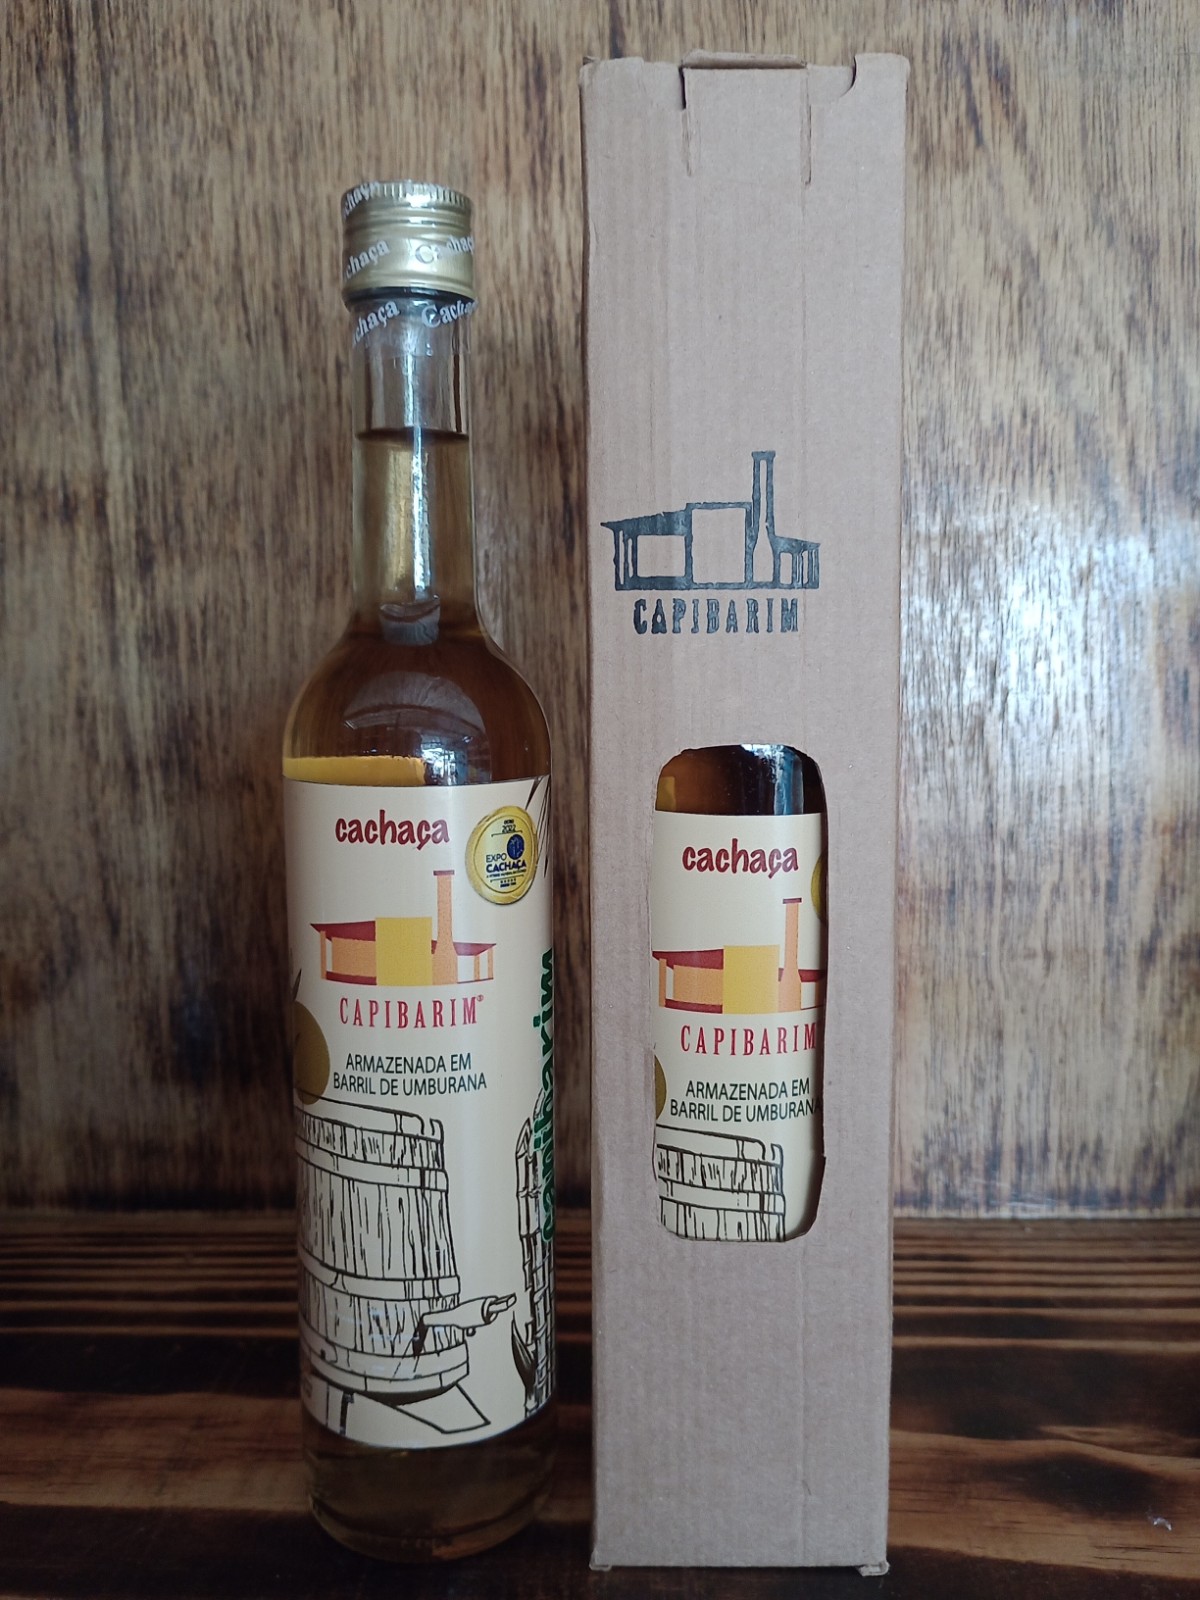 Cachaça
Cachaça
cachaça
2022
EXPO
CACHAÇA
CAPIBARIM®
ARMAZENADA EM
BARRIL DE UMBURANA
capibarim
CAPIBARIM
cachaça
CAPIBARIM
ARMAZENADA EM
BARRIL DE UMBURANA